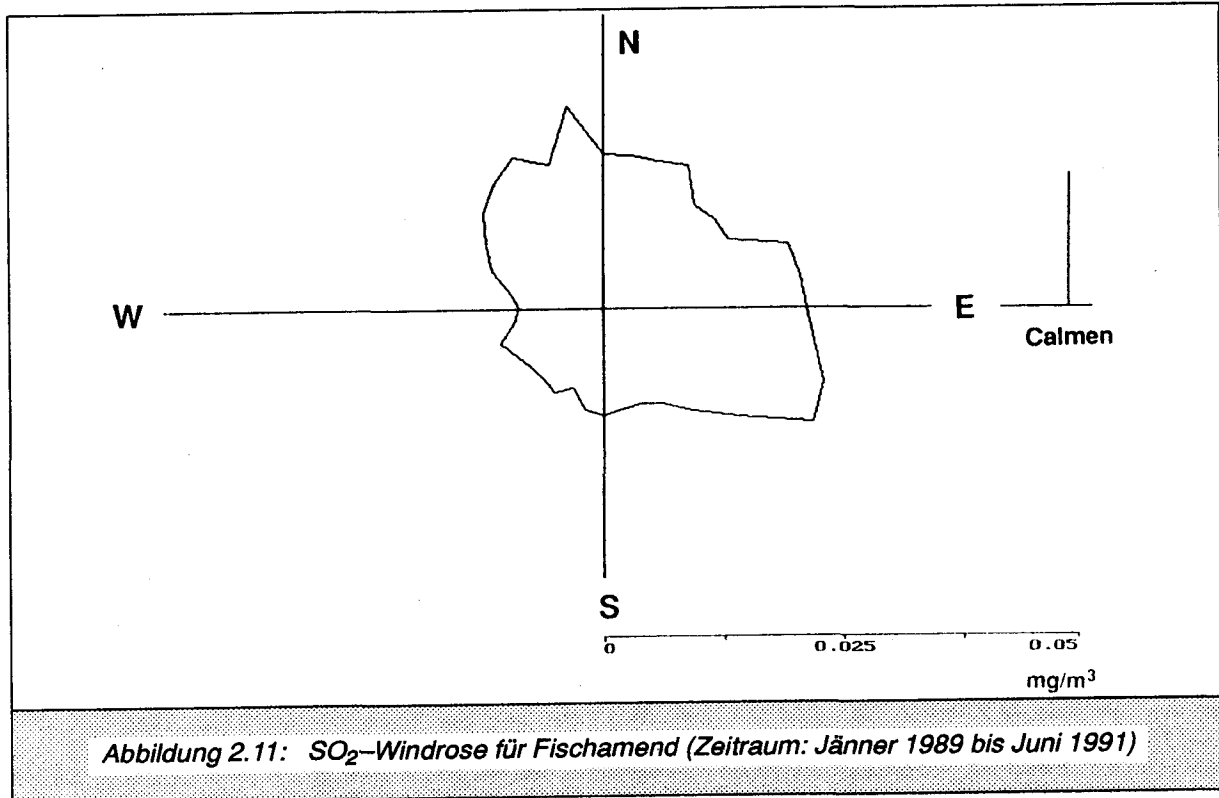 N
W
E
Calmen
S
0 0.025 0.05
mg/m³
Abbildung 2.11: SO₂–Windrose für Fischamend (Zeitraum: Jänner 1989 bis Juni 1991)